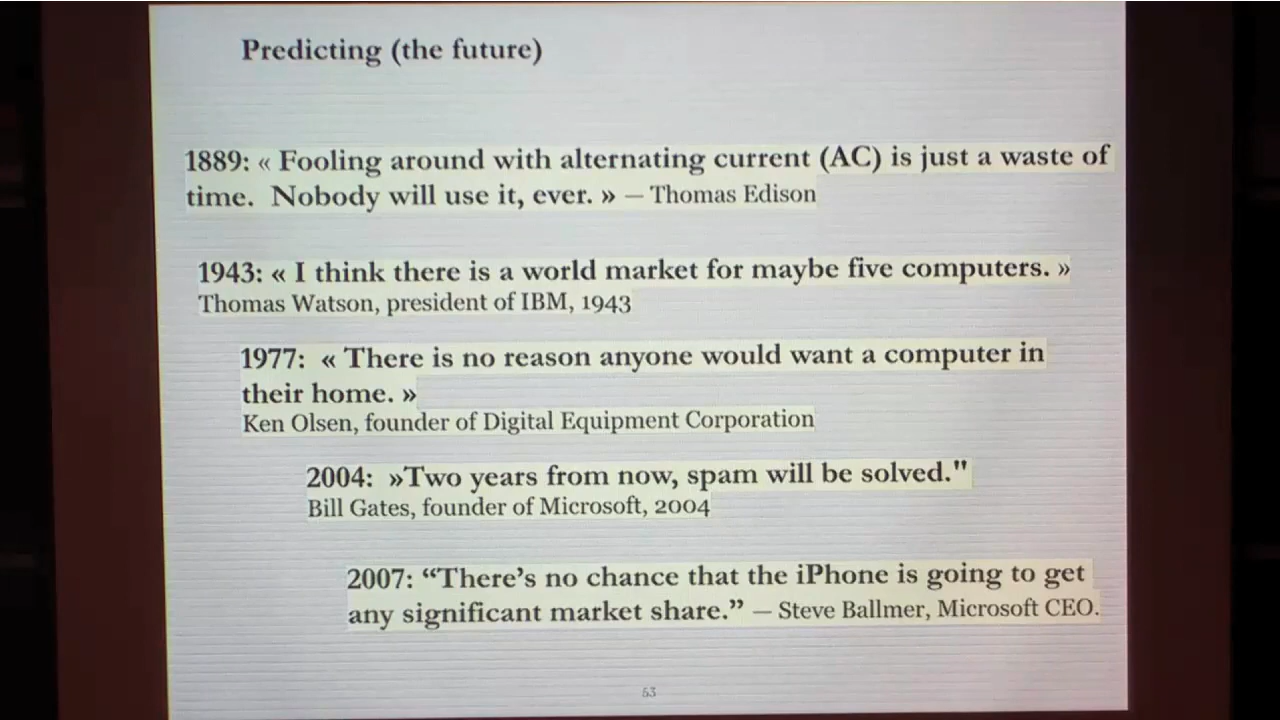 Predicting (the future)
1889: « Fooling around with alternating current (AC) is just a waste of
time. Nobody will use it, ever. » — Thomas Edison
1943: « I think there is a world market for maybe five computers. »
Thomas Watson, president of IBM, 1943
1977: « There is no reason anyone would want a computer in
their home. »
Ken Olsen, founder of Digital Equipment Corporation
2004: »Two years from now, spam will be solved."
Bill Gates, founder of Microsoft, 2004
2007: “There’s no chance that the iPhone is going to get
any significant market share.” — Steve Ballmer, Microsoft CEO.
53